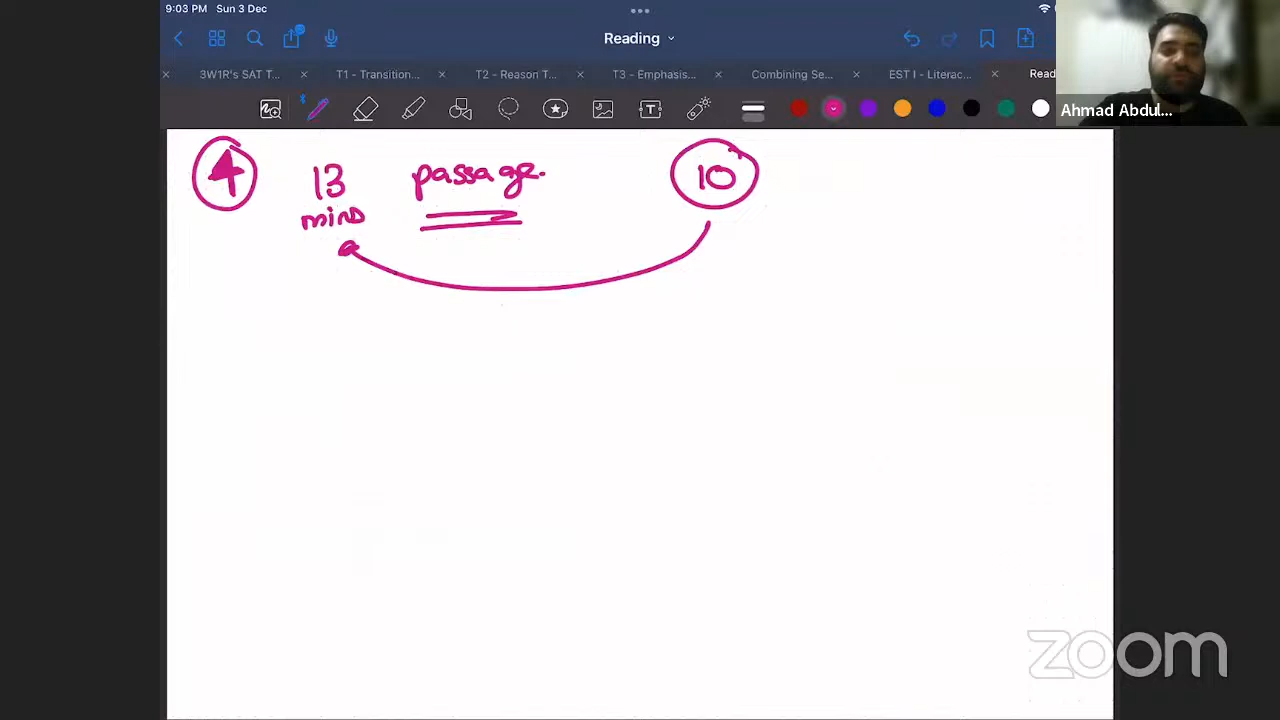 9:03 PM Sun 3 Dec
Reading
3W1R's SAT T...
T1 - Transition...
T2 - Reason T...
T3 - Emphasis...
Combining Se...
EST I - Literac...
Read
Ahmad Abdul...
4 13 passage. 10
mins
zoom